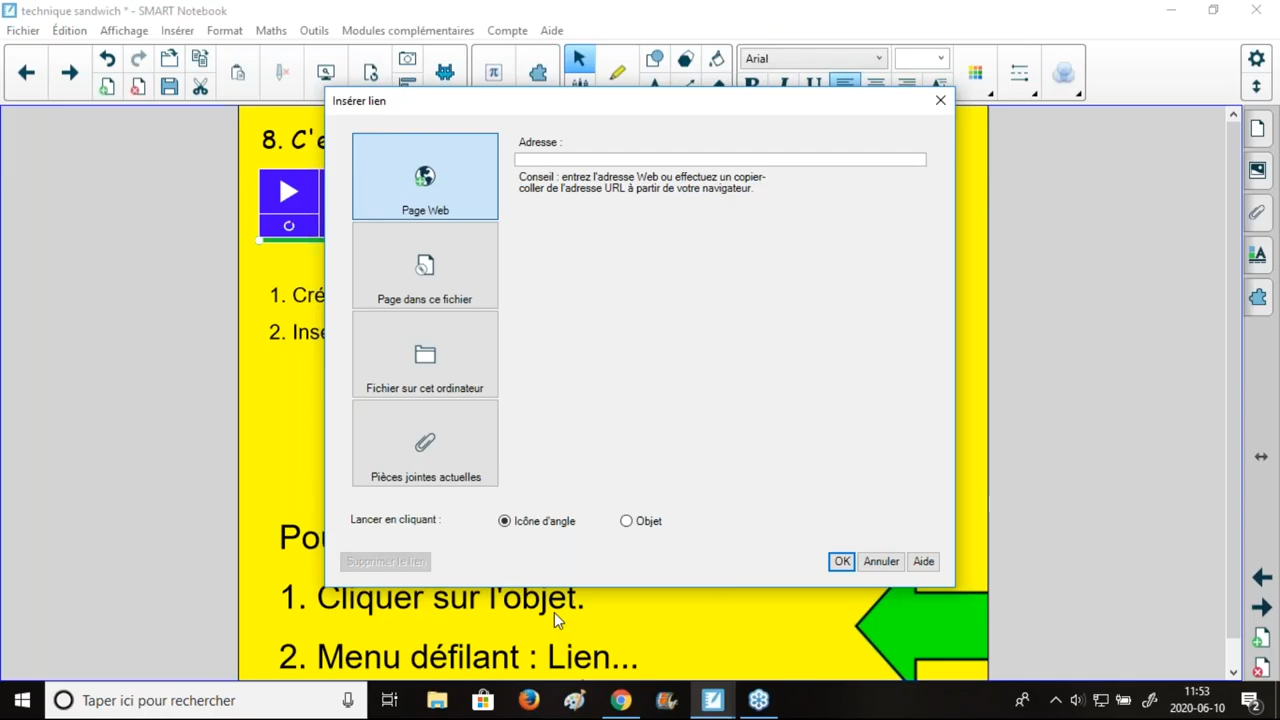 technique sandwich * - SMART Notebook
Fichier Édition Affichage Insérer Format Maths Outils Modules complémentaires Compte Aide
Arial
Insérer lien
8. C'e
Adresse :
Conseil : entrez l'adresse Web ou effectuez un copier-
coller de l'adresse URL à partir de votre navigateur.
Page Web
Page dans ce fichier
1. Cré
2. Insé
Fichier sur cet ordinateur
Pièces jointes actuelles
Lancer en cliquant : Icône d'angle Objet
Pou
Supprimer le lien OK Annuler Aide
1. Cliquer sur l'objet.
2. Menu défilant : Lien...
Taper ici pour rechercher
11:53
2020-06-10
2